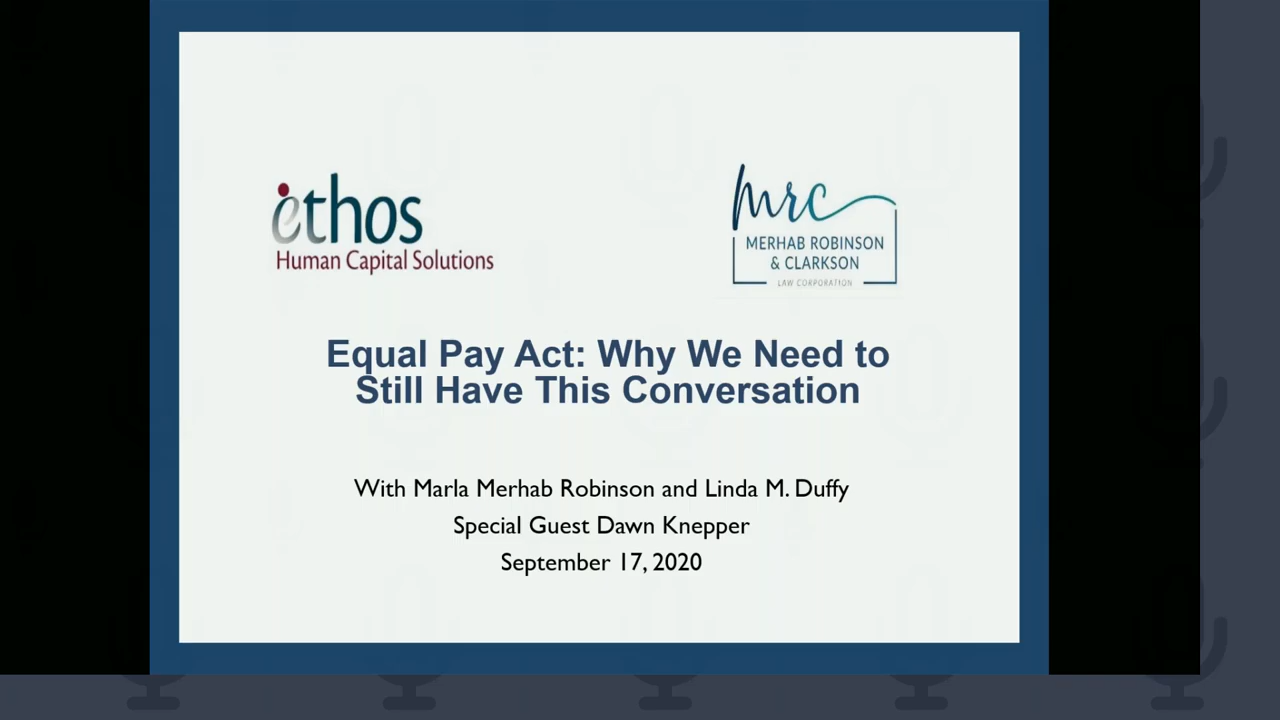 ethos
Human Capital Solutions
mrc
MERHAB ROBINSON
& CLARKSON
LAW CORPORATION
Equal Pay Act: Why We Need to
Still Have This Conversation
With Marla Merhab Robinson and Linda M. Duffy
Special Guest Dawn Knepper
September 17, 2020